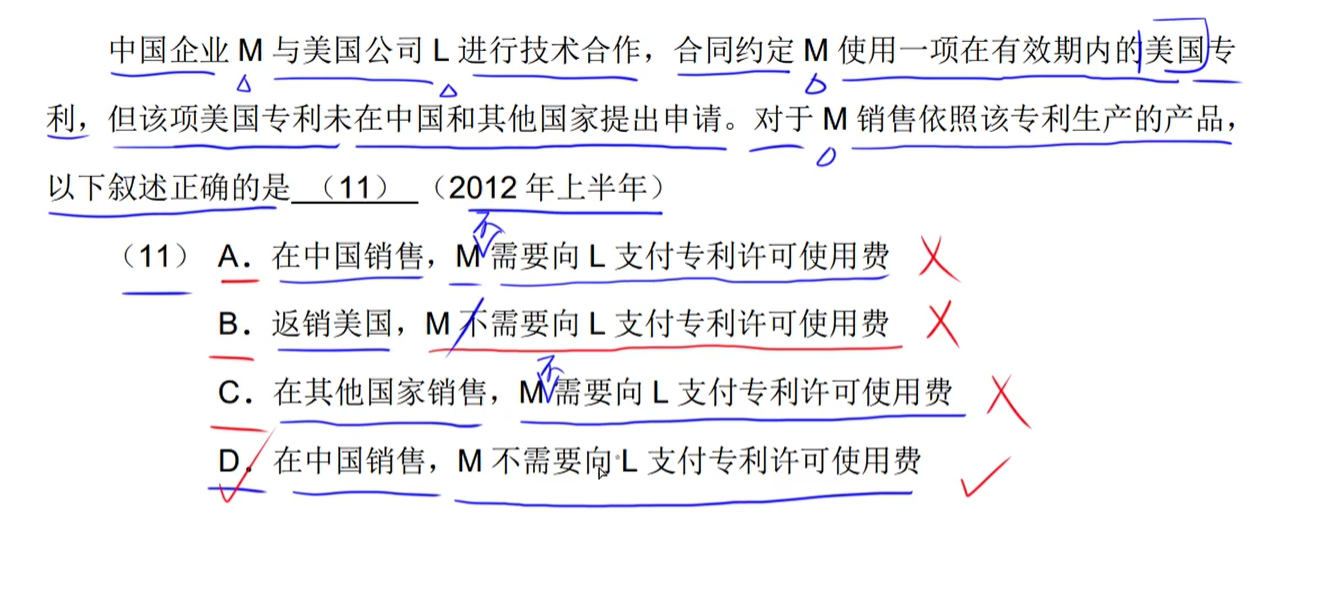 中国企业 M 与美国公司 L 进行技术合作，合同约定 M 使用一项在有效期内的美国专
利，但该项美国专利未在中国和其他国家提出申请。对于 M 销售依照该专利生产的产品，
以下叙述正确的是（11）（2012 年上半年）
不
（11） A．在中国销售，M 需要向 L 支付专利许可使用费
B．返销美国，M 不需要向 L 支付专利许可使用费
不
C．在其他国家销售，M 需要向 L 支付专利许可使用费
D．在中国销售，M 不需要向 L 支付专利许可使用费